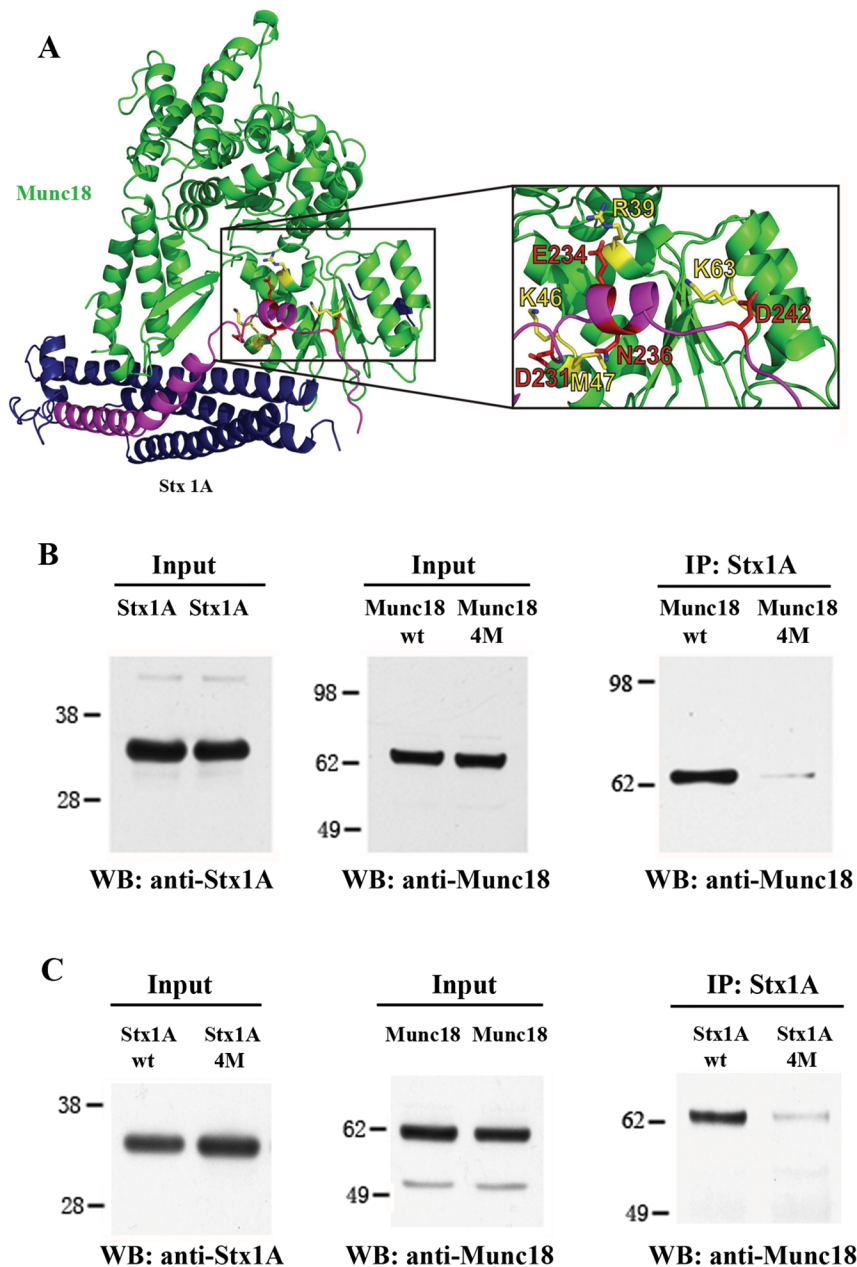 A
Munc18
R39
E234
K63
K46
D242
N236
D231
M47
Stx 1A
B
Input
Stx1A Stx1A
38
28
WB: anti-Stx1A
Input
Munc18 Munc18
wt 4M
98
62
49
WB: anti-Munc18
IP: Stx1A
Munc18 Munc18
wt 4M
98
62
WB: anti-Munc18
C
Input
Stx1A Stx1A
wt 4M
38
28
WB: anti-Stx1A
Input
Munc18 Munc18
62
49
WB: anti-Munc18
IP: Stx1A
Stx1A Stx1A
wt 4M
62
49
WB: anti-Munc18